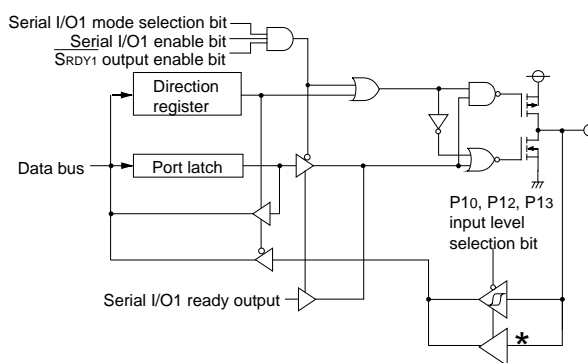 Serial I/O1 mode selection bit
Serial I/O1 enable bit
SRDY1 output enable bit
Direction
register
Data bus
Port latch
P10, P12, P13
input level
selection bit
Serial I/O1 ready output
*